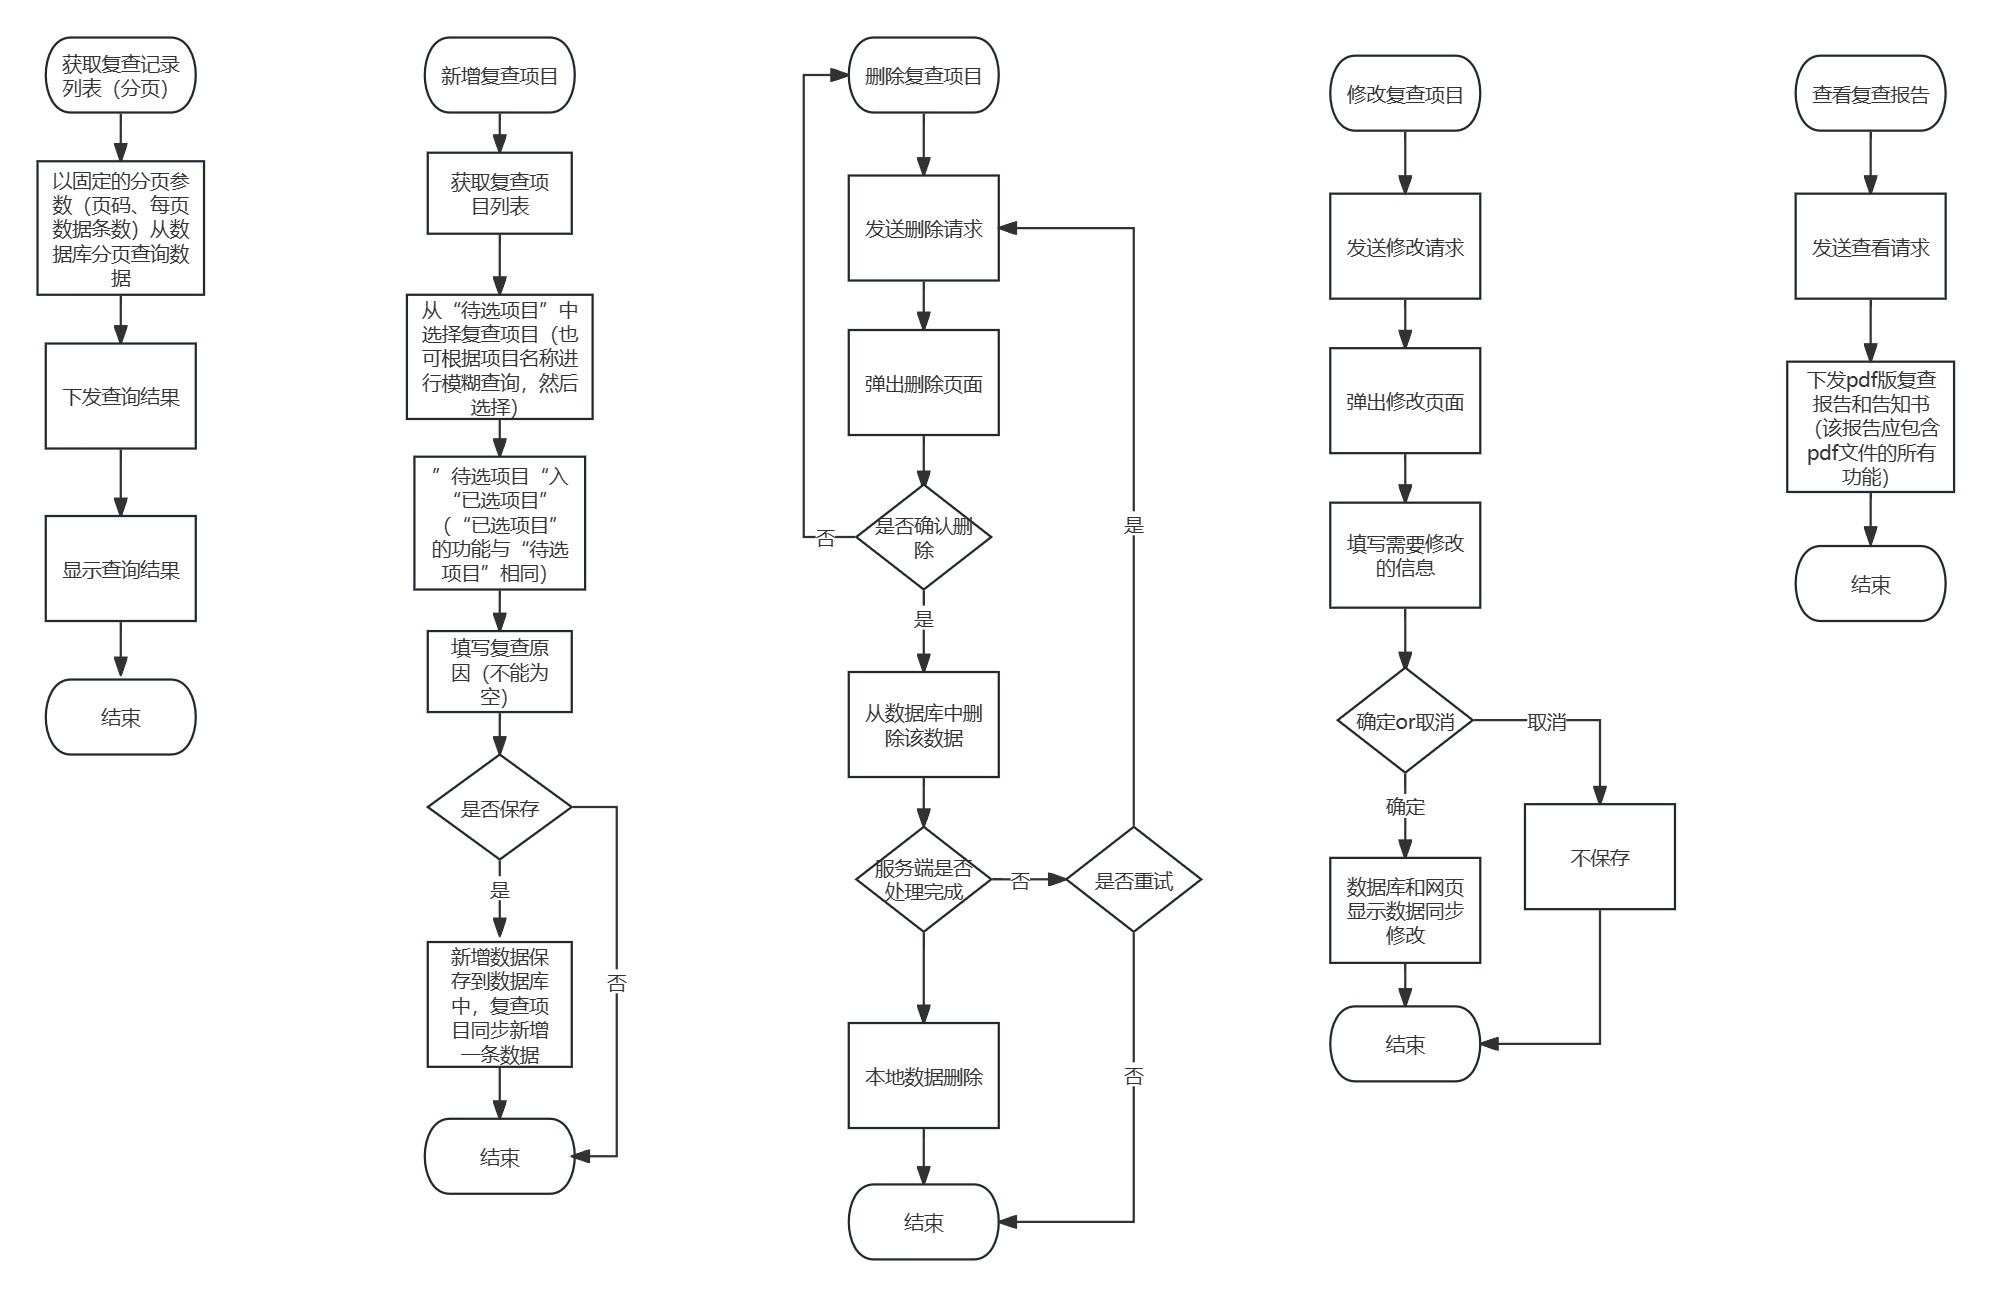 获取复查记录
列表（分页）
以固定的分页参
数（页码、每页
数据条数）从数
据库分页查询数
据
下发查询结果
显示查询结果
结束
新增复查项目
获取复查项
目列表
从“待选项目”中
选择复查项目（也
可根据项目名称进
行模糊查询，然后
选择）
”待选项目“入
“已选项目”
（“已选项目”
的功能与“待选
项目”相同）
填写复查原
因（不能为
空）
是否保存
是
否
新增数据保
存到数据库
中，复查项
目同步新增
一条数据
结束
删除复查项目
发送删除请求
弹出删除页面
是否确认删
除
否
是
从数据库中删
除该数据
服务端是否
处理完成
否
是否重试
是
否
本地数据删除
结束
修改复查项目
发送修改请求
弹出修改页面
填写需要修改
的信息
确定or取消
取消
确定
不保存
数据库和网页
显示数据同步
修改
结束
查看复查报告
发送查看请求
下发pdf版复查
报告和告知书
（该报告应包含
pdf文件的所有
功能）
结束